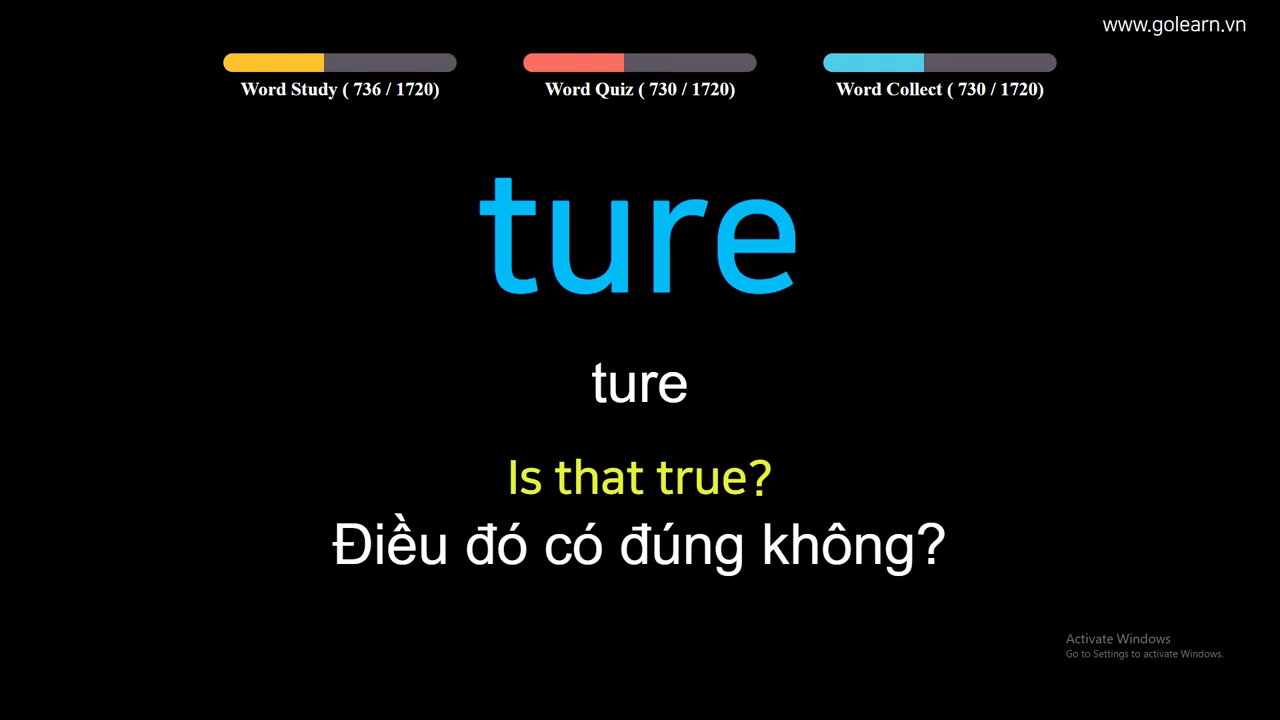 www.golearn.vn
Word Study ( 736 / 1720)
Word Quiz ( 730 / 1720)
Word Collect ( 730 / 1720)
ture
ture
Is that true?
Điều đó có đúng không?
Activate Windows
Go to Settings to activate Windows.